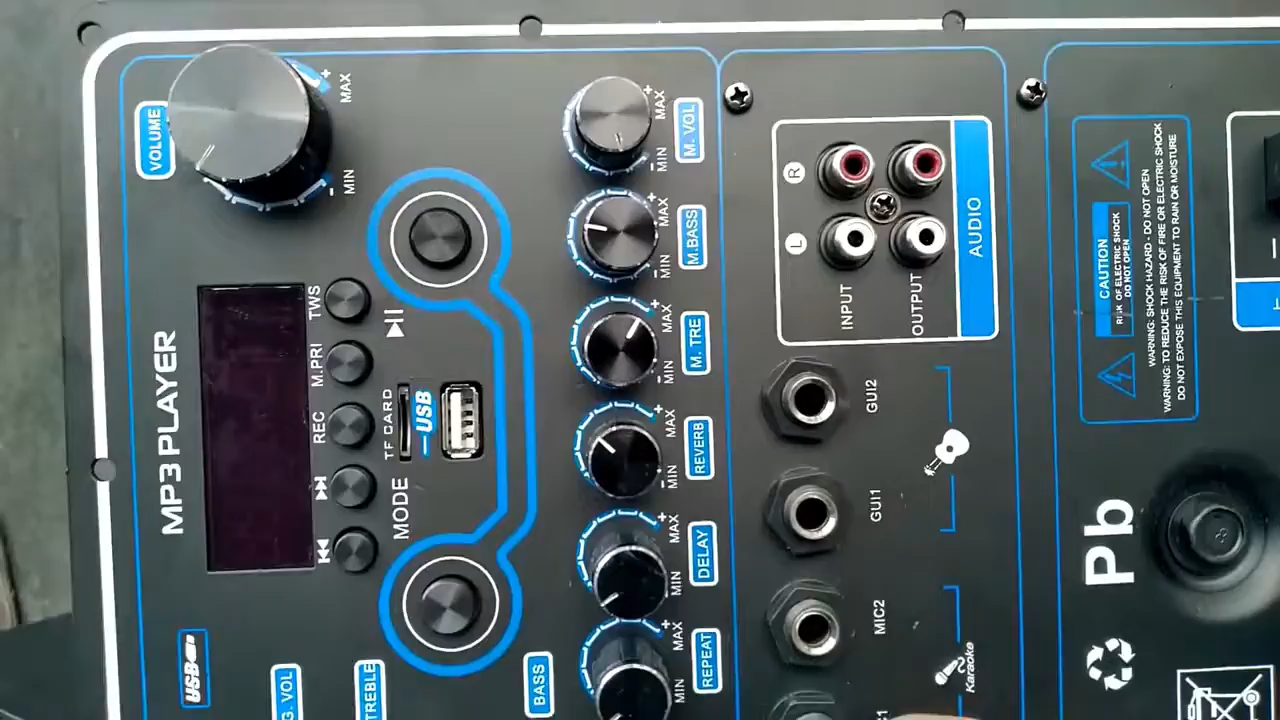 VOLUME
MAX
MIN
MP3 PLAYER
TWS
M.PRI
REC
TF CARD
USB
MODE
USB
G. VOL
TREBLE
BASS
MAX
MIN
M. VOL
MAX
MIN
M.BASS
MAX
MIN
M. TRE
MAX
MIN
REVERB
MAX
MIN
DELAY
MAX
MIN
REPEAT
R
L
INPUT
OUTPUT
AUDIO
GUI2
GUI1
MIC2
Karaoke
CAUTION
RISK OF ELECTRIC SHOCK
DO NOT OPEN
WARNING: SHOCK HAZARD - DO NOT OPEN
WARNING: TO REDUCE THE RISK OF FIRE OR ELECTRIC SHOCK
DO NOT EXPOSE THIS EQUIPMENT TO RAIN OR MOISTURE
Pb